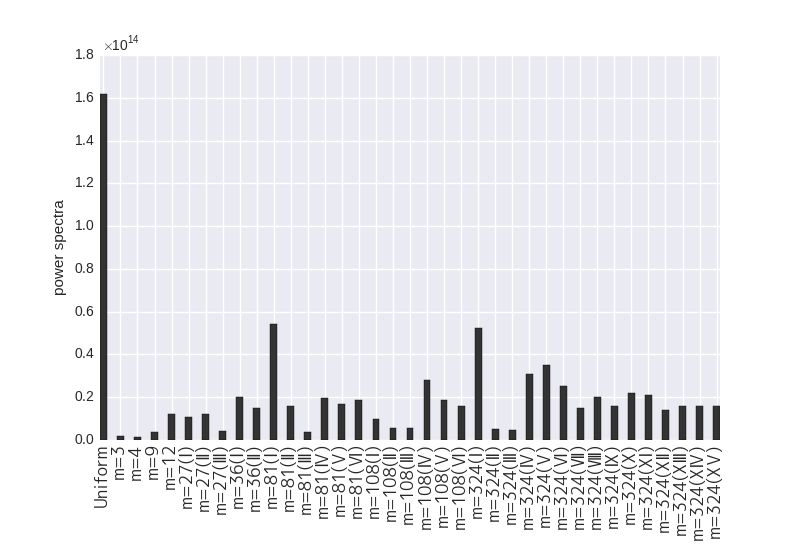 ×10¹⁴
1.8
1.6
1.4
1.2
1.0
0.8
0.6
0.4
0.2
0.0
power spectra
Uniform
m=3
m=4
m=9
m=12
m=27(Ⅰ)
m=27(Ⅱ)
m=27(Ⅲ)
m=36(Ⅰ)
m=36(Ⅱ)
m=81(Ⅰ)
m=81(Ⅱ)
m=81(Ⅲ)
m=81(Ⅳ)
m=81(Ⅴ)
m=81(Ⅵ)
m=108(Ⅰ)
m=108(Ⅱ)
m=108(Ⅲ)
m=108(Ⅳ)
m=108(Ⅴ)
m=108(Ⅵ)
m=324(Ⅰ)
m=324(Ⅱ)
m=324(Ⅲ)
m=324(Ⅳ)
m=324(Ⅴ)
m=324(Ⅵ)
m=324(Ⅶ)
m=324(Ⅷ)
m=324(Ⅸ)
m=324(Ⅹ)
m=324(Ⅺ)
m=324(Ⅻ)
m=324(XⅢ)
m=324(XⅣ)
m=324(XⅤ)